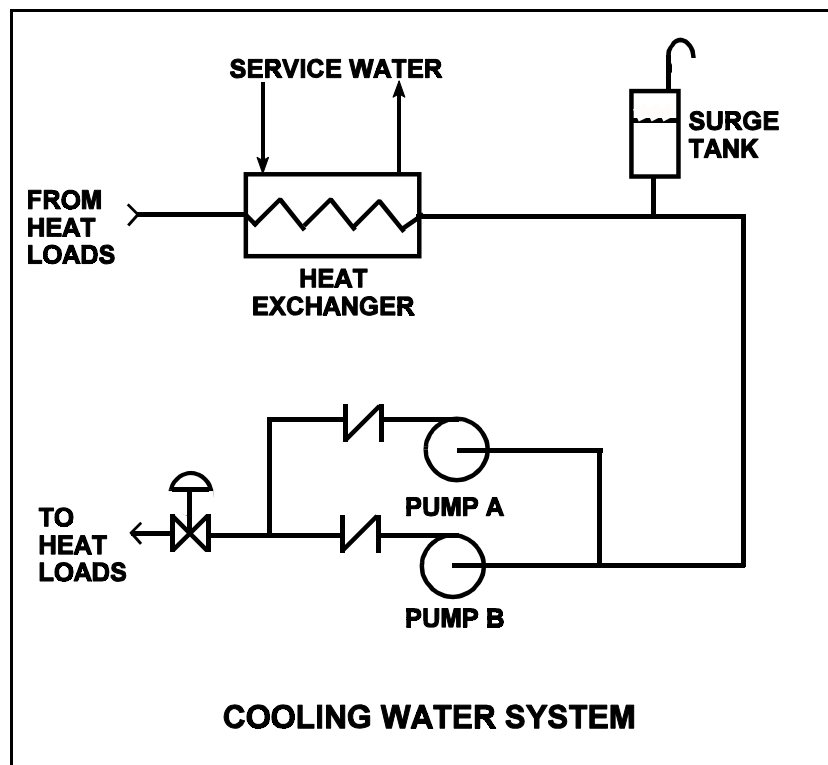 SERVICE WATER
SURGE
TANK
FROM
HEAT
LOADS
HEAT
EXCHANGER
PUMP A
TO
HEAT
LOADS
PUMP B
COOLING WATER SYSTEM